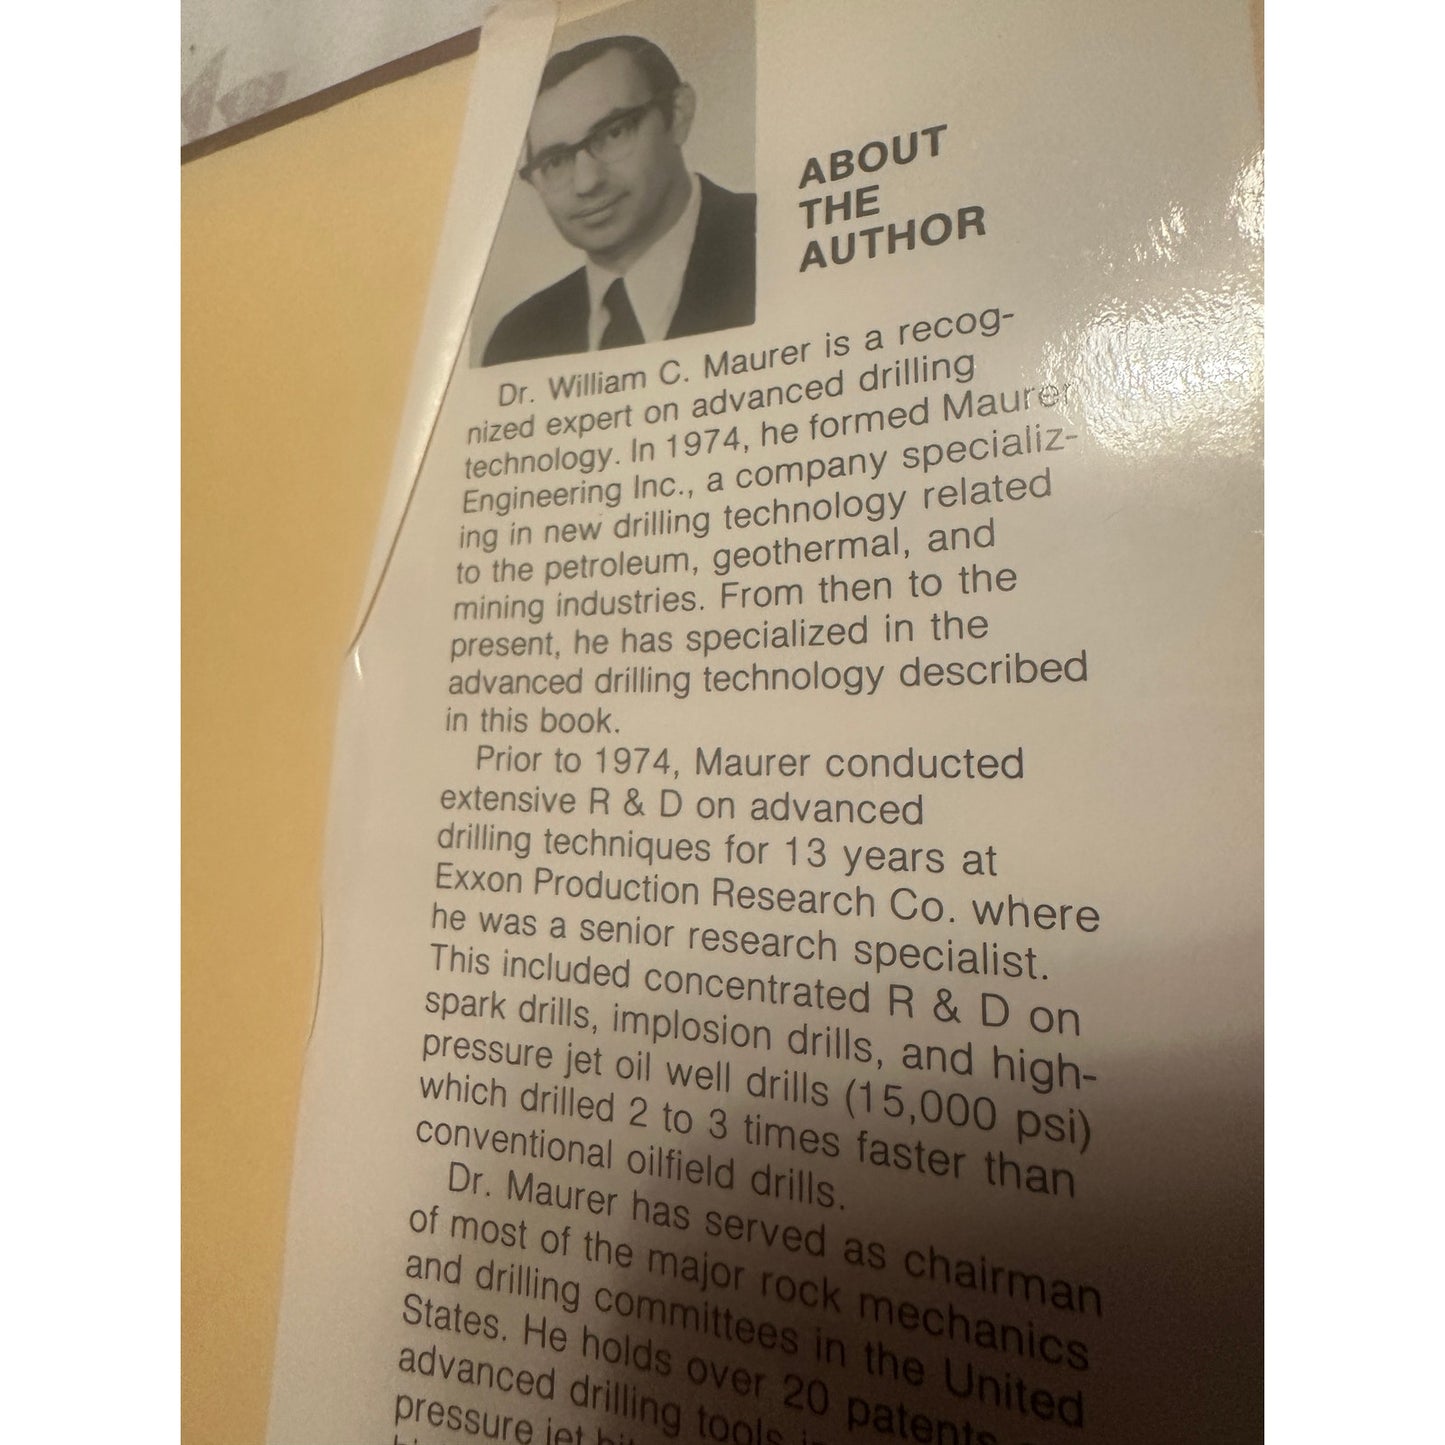 ABOUT
THE
AUTHOR
Dr. William C. Maurer is a recog-
nized expert on advanced drilling
technology. In 1974, he formed Maurer
Engineering Inc., a company specializ-
ing in new drilling technology related
to the petroleum, geothermal, and
mining industries. From then to the
present, he has specialized in the
advanced drilling technology described
in this book.
Prior to 1974, Maurer conducted
extensive R & D on advanced
drilling techniques for 13 years at
Exxon Production Research Co. where
he was a senior research specialist.
This included concentrated R & D on
spark drills, implosion drills, and high-
pressure jet oil well drills (15,000 psi)
which drilled 2 to 3 times faster than
conventional oilfield drills.
Dr. Maurer has served as chairman
of most of the major rock mechanics
and drilling committees in the United
States. He holds over 20 patents
advanced drilling tools
pressure jet